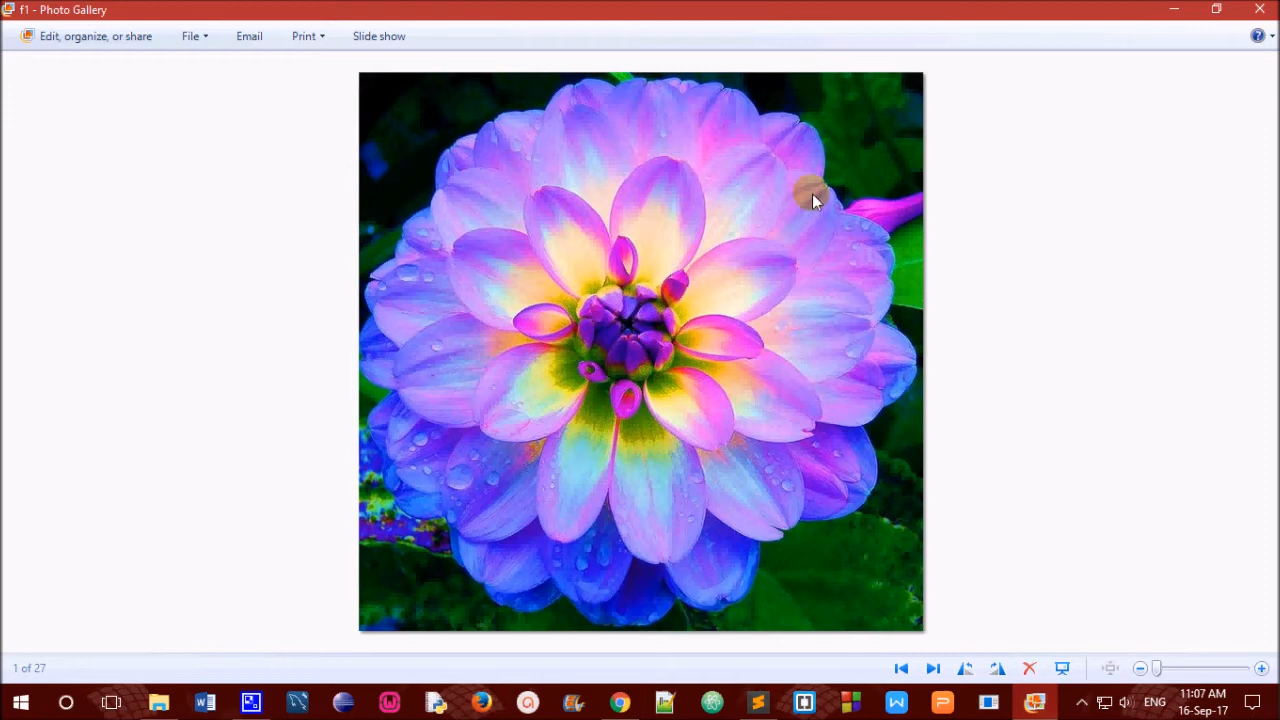 f1 - Photo Gallery
Edit, organize, or share File Email Print Slide show
1 of 27
ENG
11:07 AM
16-Sep-17